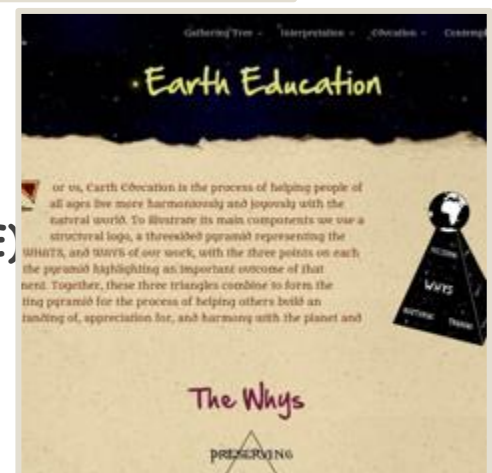 Gathering Tree Interpretation Education Contempl
Earth Education
or us, Earth Education is the process of helping people of
all ages live more harmoniously and joyously with the
natural world. To illustrate its main components we use a
structural logo, a threesided pyramid representing the
WHATS, and WAYS of our work, with the three points on each
the pyramid highlighting an important outcome of that
nent. Together, these three triangles combine to form the
ting pyramid for the process of helping others build an
tanding of, appreciation for, and harmony with the planet and
E)
WHYS
The Whys
PRESERVING